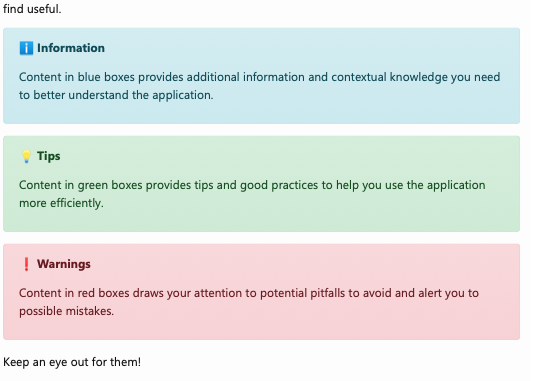 find useful.
ℹ️ Information
Content in blue boxes provides additional information and contextual knowledge you need
to better understand the application.
💡 Tips
Content in green boxes provides tips and good practices to help you use the application
more efficiently.
❗ Warnings
Content in red boxes draws your attention to potential pitfalls to avoid and alert you to
possible mistakes.
Keep an eye out for them!